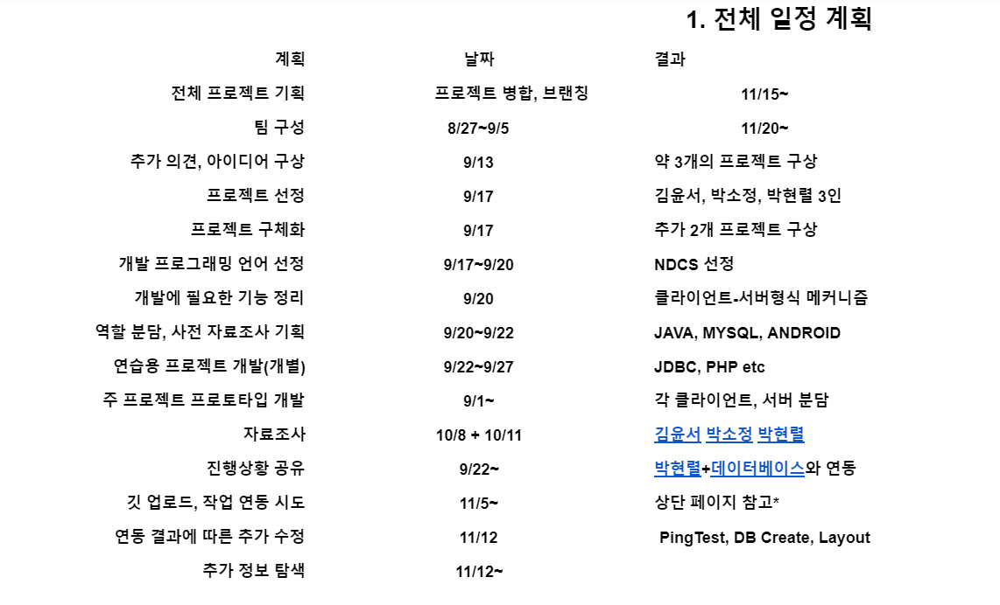 1. 전체 일정 계획
계획 날짜 결과
전체 프로젝트 기획 프로젝트 병합, 브랜칭 11/15~
팀 구성 8/27~9/5 11/20~
추가 의견, 아이디어 구상 9/13 약 3개의 프로젝트 구상
프로젝트 선정 9/17 김윤서, 박소정, 박현렬 3인
프로젝트 구체화 9/17 추가 2개 프로젝트 구상
개발 프로그래밍 언어 선정 9/17~9/20 NDCS 선정
개발에 필요한 기능 정리 9/20 클라이언트-서버형식 메커니즘
역할 분담, 사전 자료조사 기획 9/20~9/22 JAVA, MYSQL, ANDROID
연습용 프로젝트 개발(개별) 9/22~9/27 JDBC, PHP etc
주 프로젝트 프로토타입 개발 9/1~ 각 클라이언트, 서버 분담
자료조사 10/8 + 10/11 김윤서 박소정 박현렬
진행상황 공유 9/22~ 박현렬+데이터베이스와 연동
깃 업로드, 작업 연동 시도 11/5~ 상단 페이지 참고*
연동 결과에 따른 추가 수정 11/12 PingTest, DB Create, Layout
추가 정보 탐색 11/12~